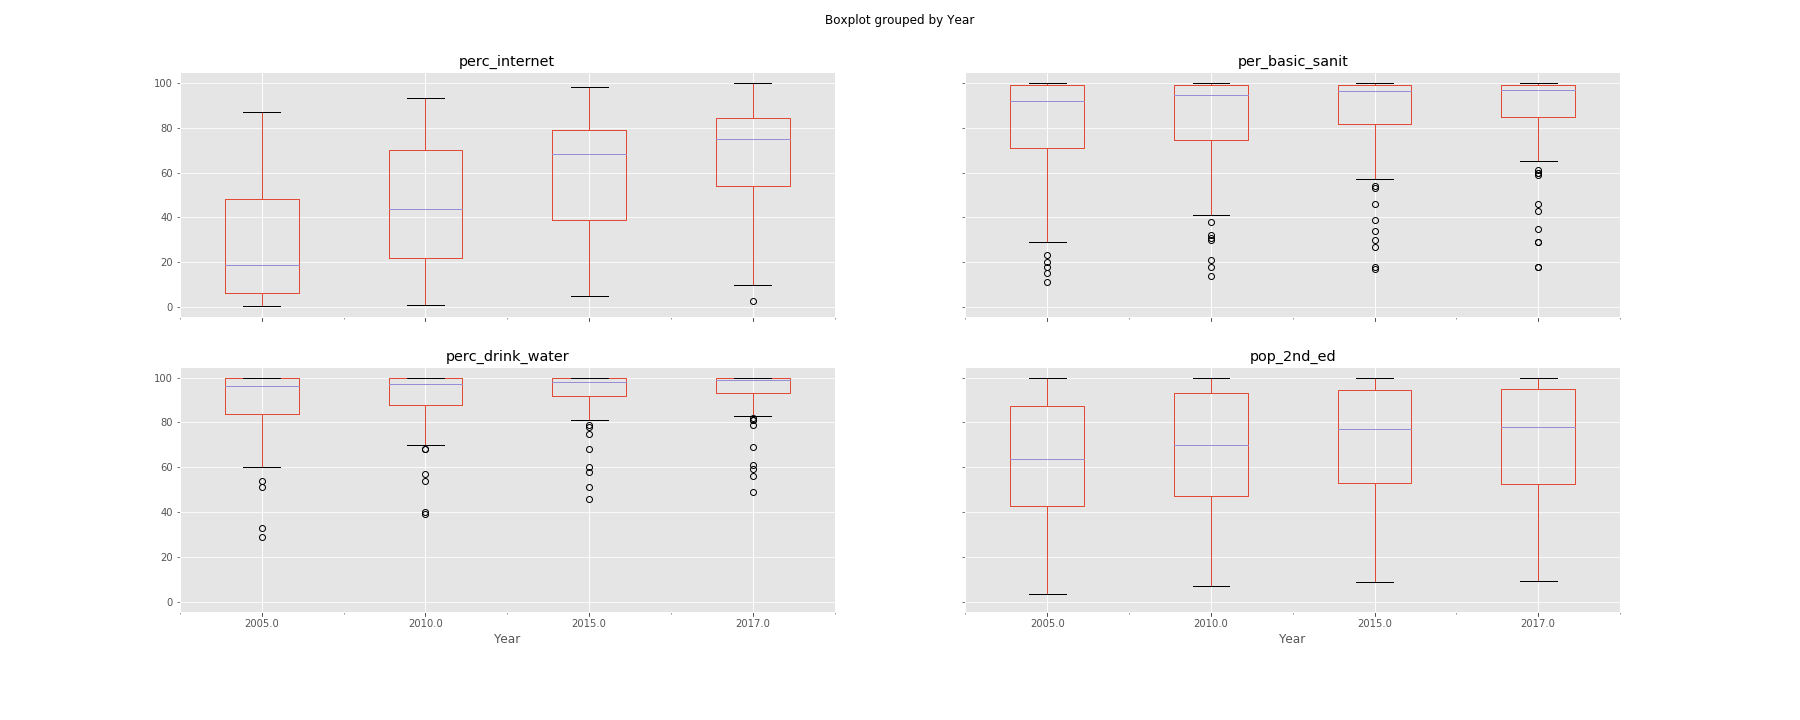 Boxplot grouped by Year
perc_internet
per_basic_sanit
100
80
60
40
20
0
perc_drink_water
pop_2nd_ed
100
80
60
40
20
0
2005.0 2010.0 2015.0 2017.0
Year
2005.0 2010.0 2015.0 2017.0
Year